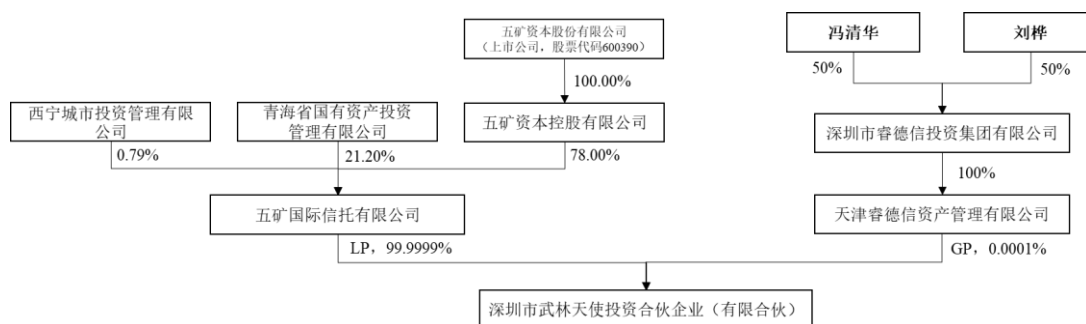 五矿资本股份有限公司
（上市公司，股票代码600390）
冯清华
刘桦
50%
50%
100.00%
西宁城市投资管理有限
公司
青海省国有资产投资
管理有限公司
五矿资本控股有限公司
深圳市睿德信投资集团有限公司
0.79%
21.20%
78.00%
100%
五矿国际信托有限公司
天津睿德信资产管理有限公司
LP，99.9999%
GP，0.0001%
深圳市武林天使投资合伙企业（有限合伙）